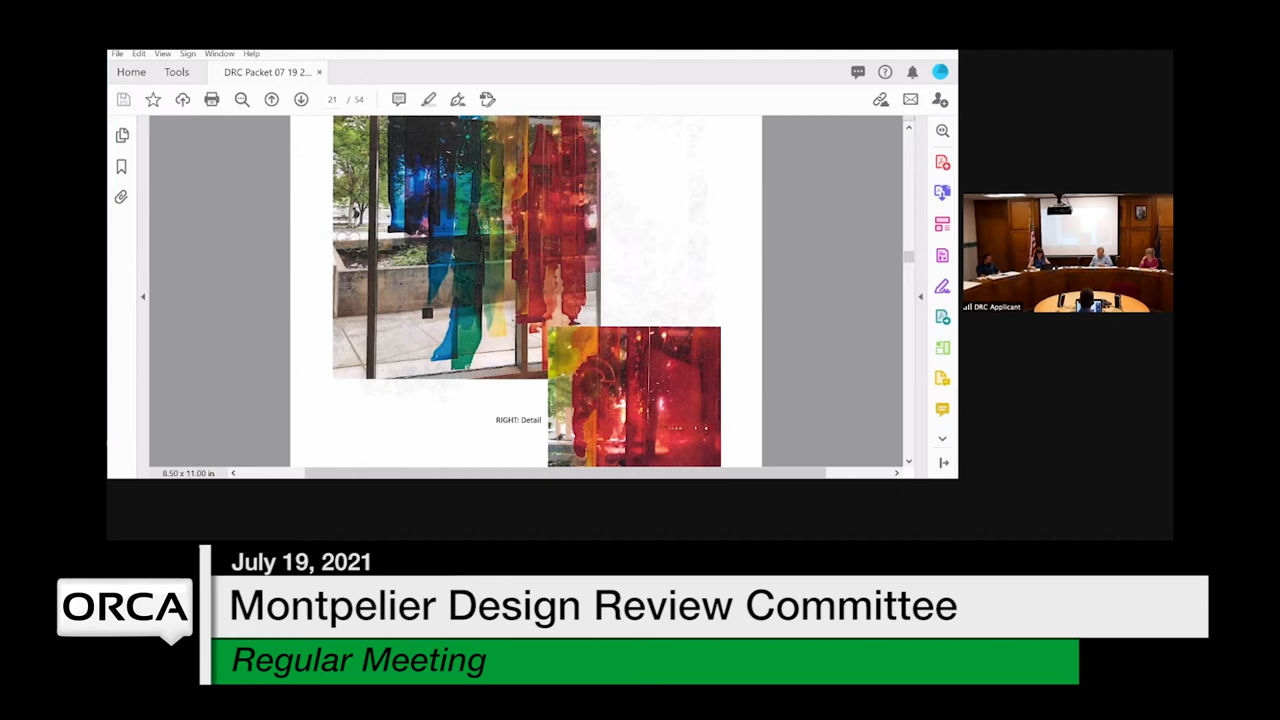 File Edit View Sign Window Help
Home Tools DRC Packet 07 19 2... ×
21 / 54
RIGHT: Detail
8.50 x 11.00 in
DRC Applicant
July 19, 2021
ORCA
Montpelier Design Review Committee
Regular Meeting